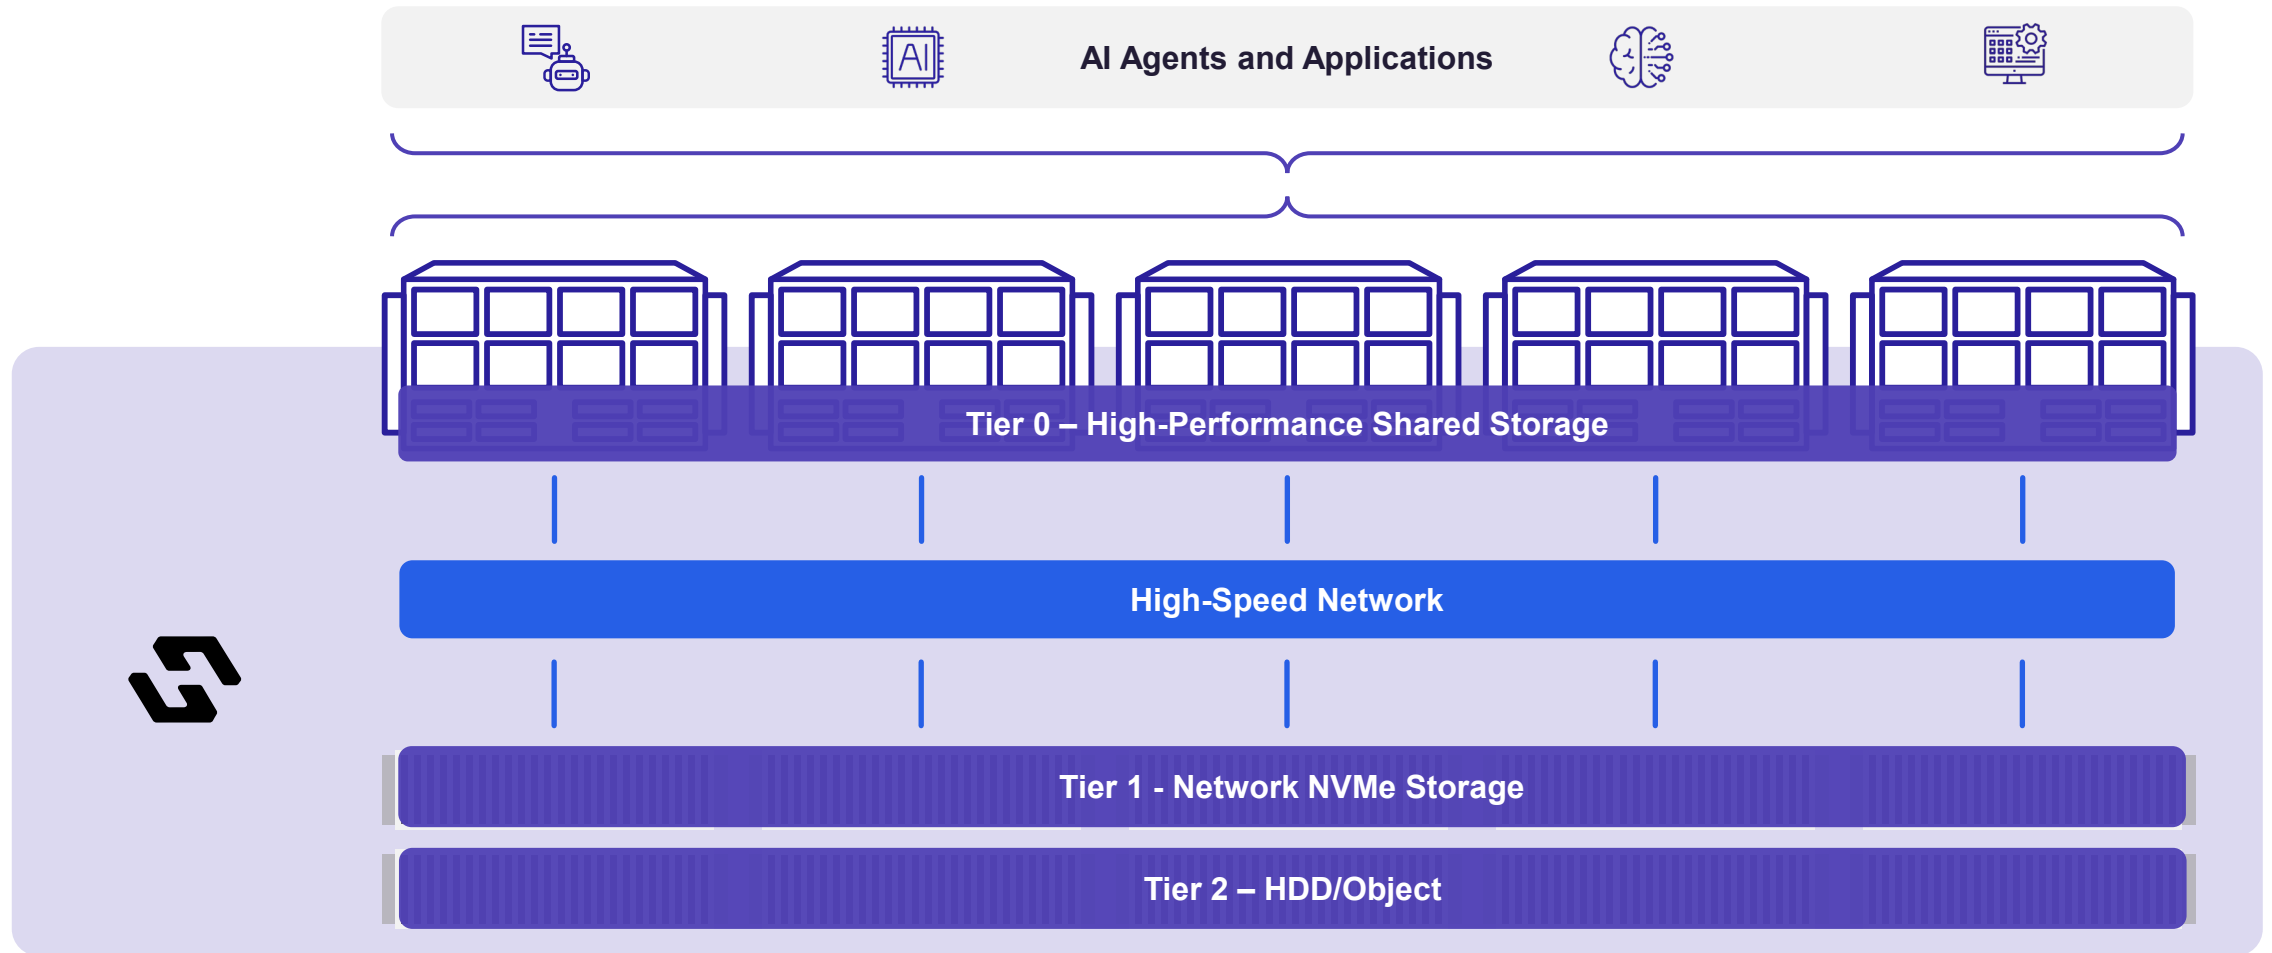 AI
AI Agents and Applications
Tier 0 – High-Performance Shared Storage
High-Speed Network
Tier 1 - Network NVMe Storage
Tier 2 – HDD/Object